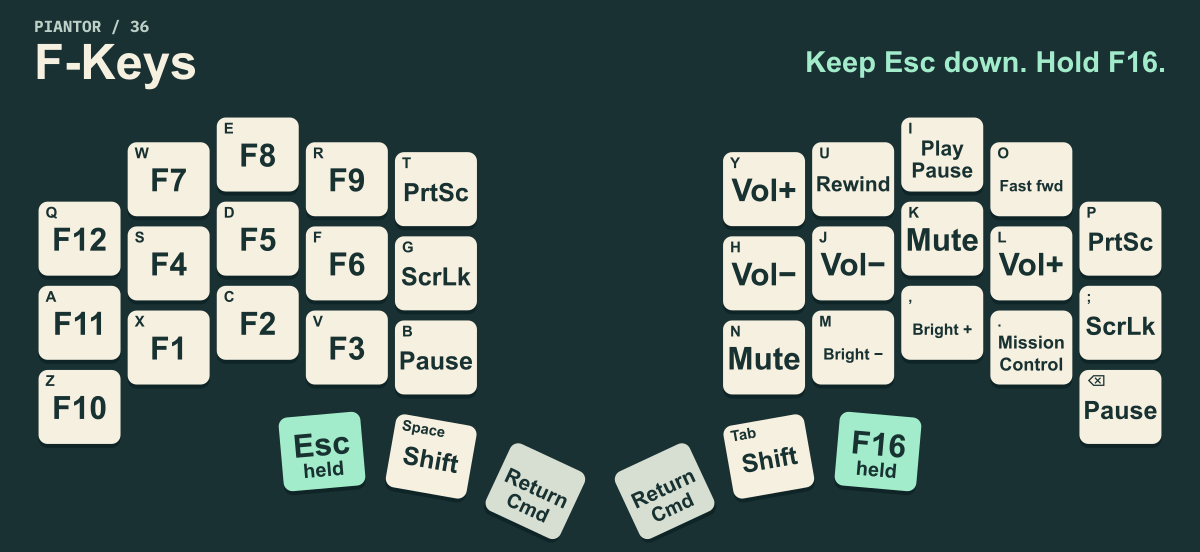 PIANTOR / 36
F-Keys
Keep Esc down. Hold F16.
Q
F12
W
F7
E
F8
R
F9
T
PrtSc
A
F11
S
F4
D
F5
F
F6
G
ScrLk
Z
F10
X
F1
C
F2
V
F3
B
Pause
Y
Vol+
U
Rewind
I
Play
Pause
O
Fast fwd
P
PrtSc
H
Vol−
J
Vol−
K
Mute
L
Vol+
;
ScrLk
N
Mute
M
Bright −
,
Bright +
.
Mission
Control
⌫
Pause
Esc
held
Space
Shift
Return
Cmd
Return
Cmd
Tab
Shift
F16
held